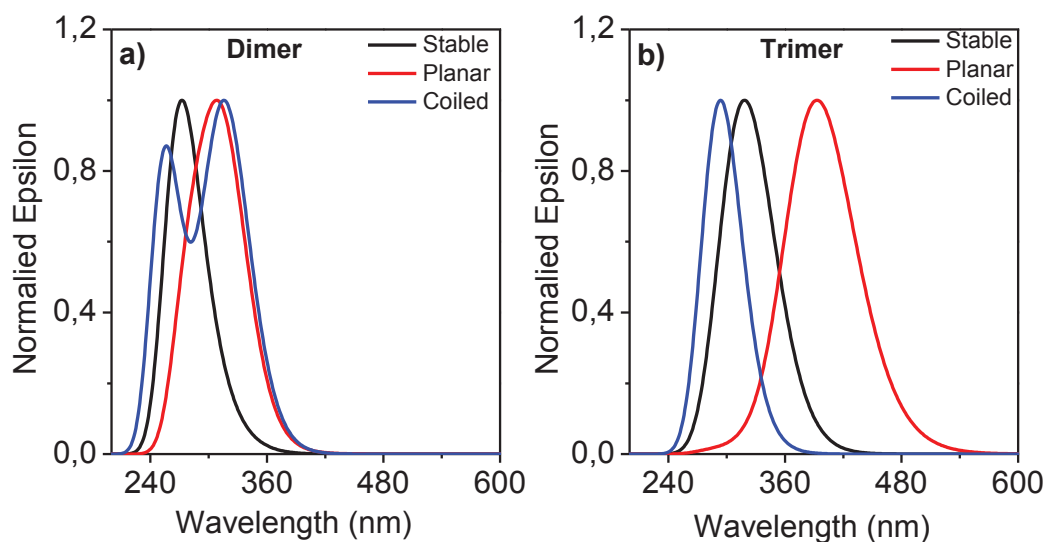 a) Dimer
Stable
Planar
Coiled
1,2
0,8
0,4
0,0
Normalied Epsilon
240 360 480 600
Wavelength (nm)
b) Trimer
Stable
Planar
Coiled
1,2
0,8
0,4
0,0
Normalied Epsilon
240 360 480 600
Wavelength (nm)